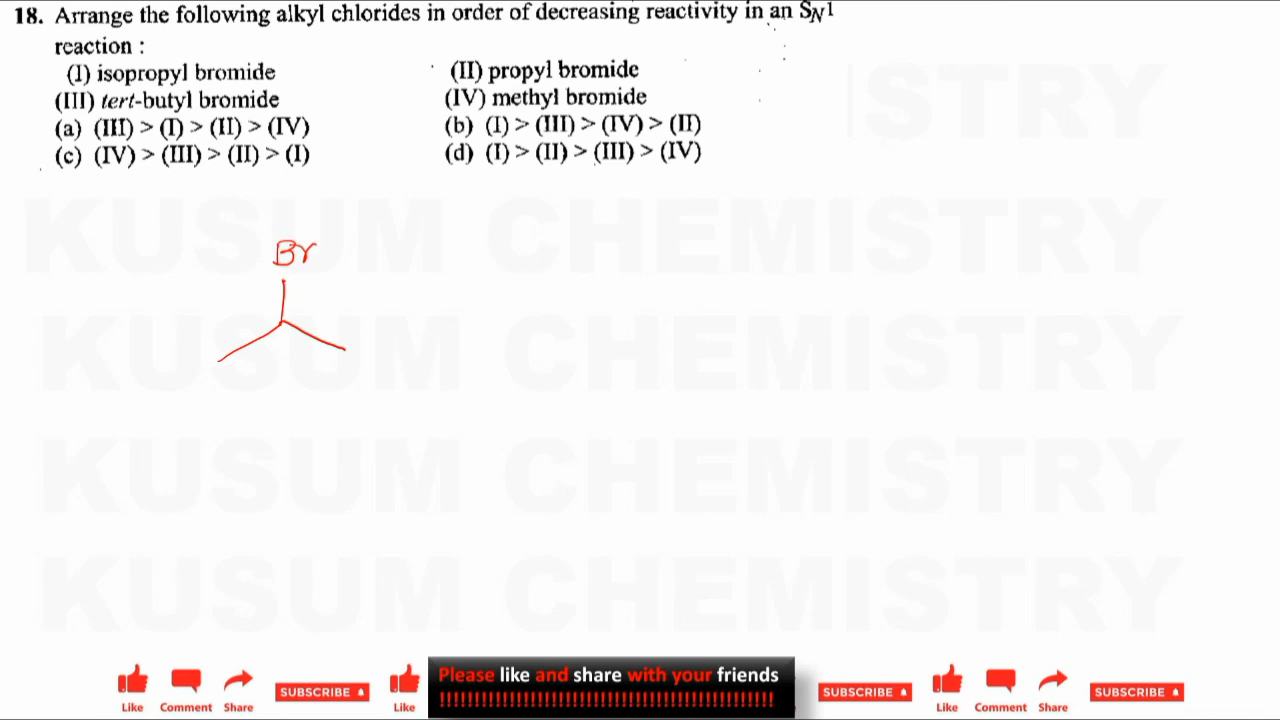 18. Arrange the following alkyl chlorides in order of decreasing reactivity in an SN1
reaction :
(I) isopropyl bromide (II) propyl bromide
(III) tert-butyl bromide (IV) methyl bromide
(a) (III) > (I) > (II) > (IV) (b) (I) > (III) > (IV) > (II)
(c) (IV) > (III) > (II) > (I) (d) (I) > (II) > (III) > (IV)
ISTRY
KUSUM CHEMISTRY
Br
KUSUM CHEMISTRY
KUSUM CHEMISTRY
KUSUM CHEMISTRY
Please like and share with your friends
!!!!!!!!!!!!!!!!!!!!!!!!!!!!!!!!!!!!!!!!!!!!!!!!
Like Comment Share SUBSCRIBE Like SUBSCRIBE Like Comment Share SUBSCRIBE